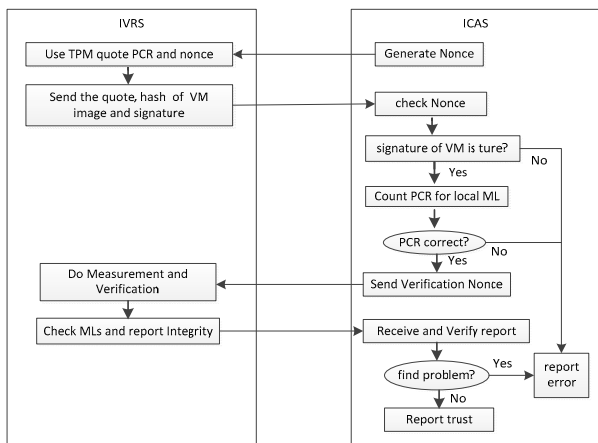 IVRS
ICAS
Use TPM quote PCR and nonce
Generate Nonce
Send the quote, hash of VM
image and signature
check Nonce
signature of VM is ture?
No
Yes
Count PCR for local ML
PCR correct?
No
Yes
Do Measurement and
Verification
Send Verification Nonce
Check MLs and report Integrity
Receive and Verify report
find problem?
Yes
report
error
No
Report trust